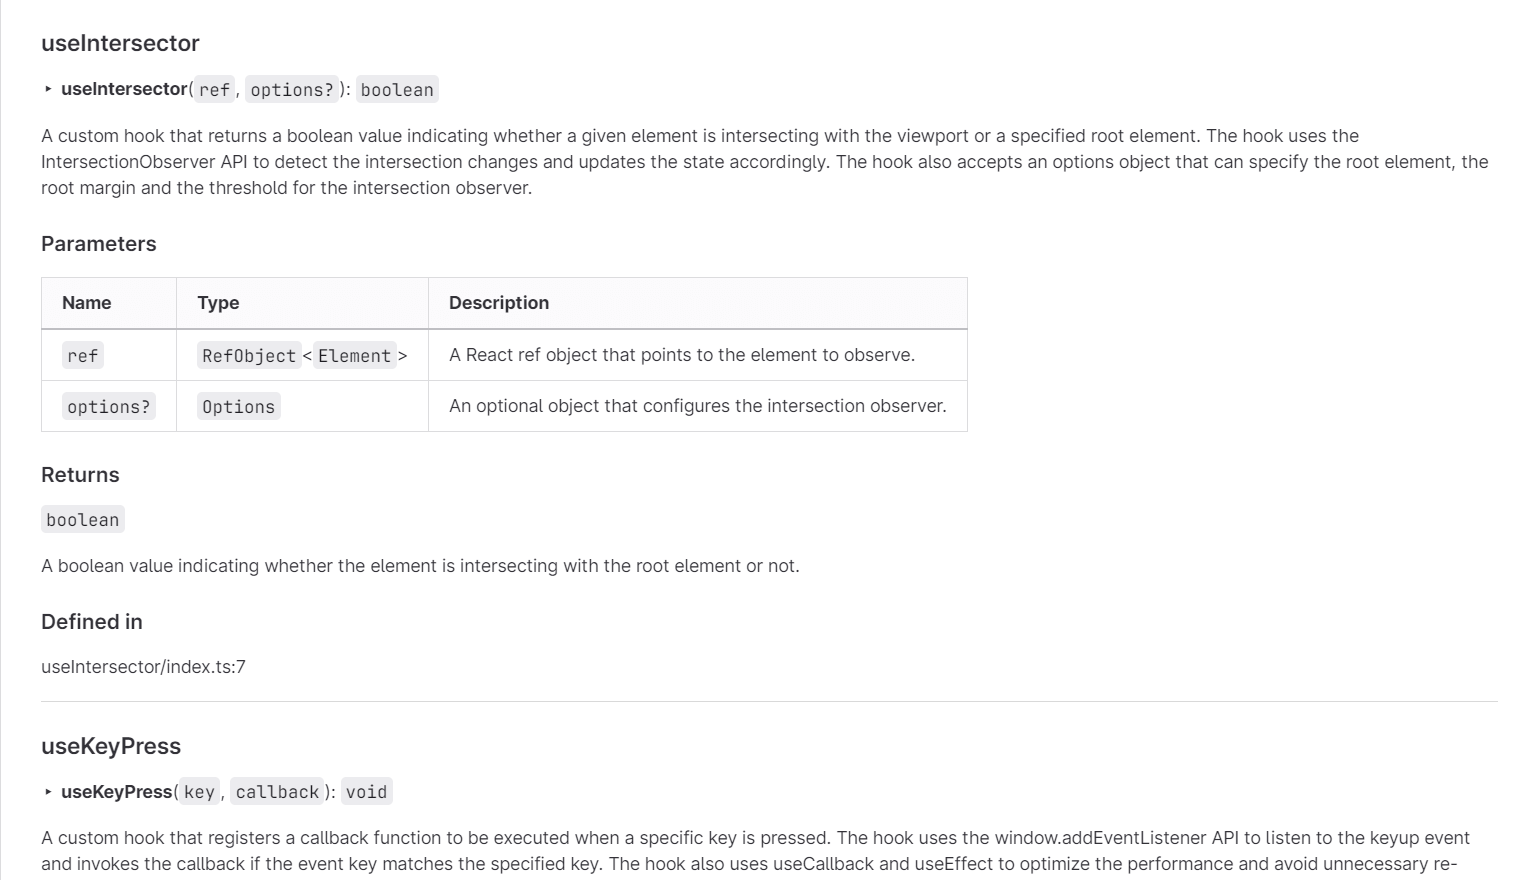 useIntersector
‣ useIntersector(ref, options?): boolean
A custom hook that returns a boolean value indicating whether a given element is intersecting with the viewport or a specified root element. The hook uses the
IntersectionObserver API to detect the intersection changes and updates the state accordingly. The hook also accepts an options object that can specify the root element, the
root margin and the threshold for the intersection observer.
Parameters
Name Type Description
ref RefObject<Element> A React ref object that points to the element to observe.
options? Options An optional object that configures the intersection observer.
Returns
boolean
A boolean value indicating whether the element is intersecting with the root element or not.
Defined in
useIntersector/index.ts:7
useKeyPress
‣ useKeyPress(key, callback): void
A custom hook that registers a callback function to be executed when a specific key is pressed. The hook uses the window.addEventListener API to listen to the keyup event
and invokes the callback if the event key matches the specified key. The hook also uses useCallback and useEffect to optimize the performance and avoid unnecessary re-